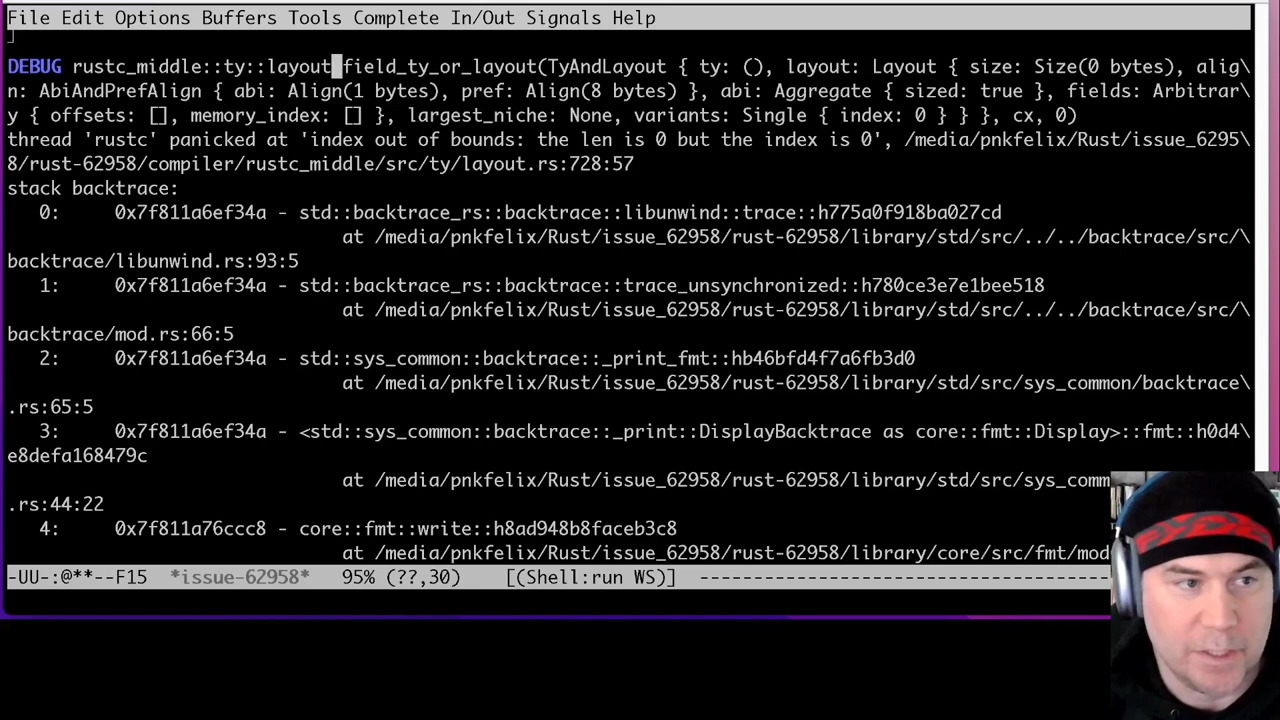 File Edit Options Buffers Tools Complete In/Out Signals Help
]
DEBUG rustc_middle::ty::layout field_ty_or_layout(TyAndLayout { ty: (), layout: Layout { size: Size(0 bytes), alig\
n: AbiAndPrefAlign { abi: Align(1 bytes), pref: Align(8 bytes) }, abi: Aggregate { sized: true }, fields: Arbitrar\
y { offsets: [], memory_index: [] }, largest_niche: None, variants: Single { index: 0 } } }, cx, 0)
thread 'rustc' panicked at 'index out of bounds: the len is 0 but the index is 0', /media/pnkfelix/Rust/issue_6295\
8/rust-62958/compiler/rustc_middle/src/ty/layout.rs:728:57
stack backtrace:
0: 0x7f811a6ef34a - std::backtrace_rs::backtrace::libunwind::trace::h775a0f918ba027cd
at /media/pnkfelix/Rust/issue_62958/rust-62958/library/std/src/../../backtrace/src/\
backtrace/libunwind.rs:93:5
1: 0x7f811a6ef34a - std::backtrace_rs::backtrace::trace_unsynchronized::h780ce3e7e1bee518
at /media/pnkfelix/Rust/issue_62958/rust-62958/library/std/src/../../backtrace/src/\
backtrace/mod.rs:66:5
2: 0x7f811a6ef34a - std::sys_common::backtrace::_print_fmt::hb46bfd4f7a6fb3d0
at /media/pnkfelix/Rust/issue_62958/rust-62958/library/std/src/sys_common/backtrace\
.rs:65:5
3: 0x7f811a6ef34a - <std::sys_common::backtrace::_print::DisplayBacktrace as core::fmt::Display>::fmt::h0d4\
e8defa168479c
at /media/pnkfelix/Rust/issue_62958/rust-62958/library/std/src/sys_comm
.rs:44:22
4: 0x7f811a76ccc8 - core::fmt::write::h8ad948b8faceb3c8
at /media/pnkfelix/Rust/issue_62958/rust-62958/library/core/src/fmt/mod
-UU-:@**--F15 *issue-62958* 95% (??,30) [(Shell:run WS)] --------------------------------------